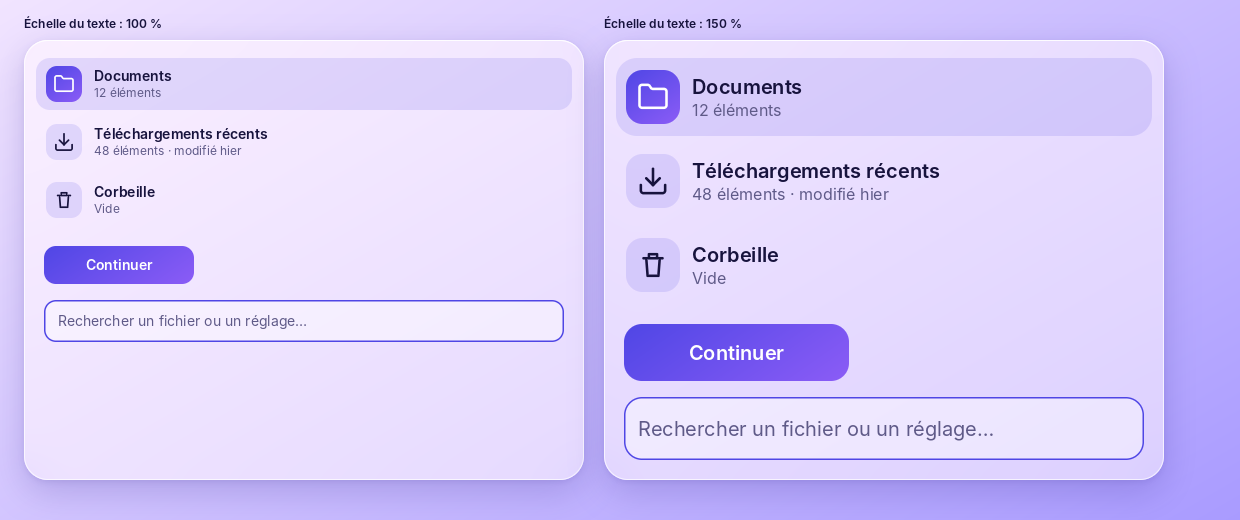 Échelle du texte : 100 %
Documents
12 éléments
Téléchargements récents
48 éléments · modifié hier
Corbeille
Vide
Continuer
Rechercher un fichier ou un réglage…
Échelle du texte : 150 %
Documents
12 éléments
Téléchargements récents
48 éléments · modifié hier
Corbeille
Vide
Continuer
Rechercher un fichier ou un réglage…